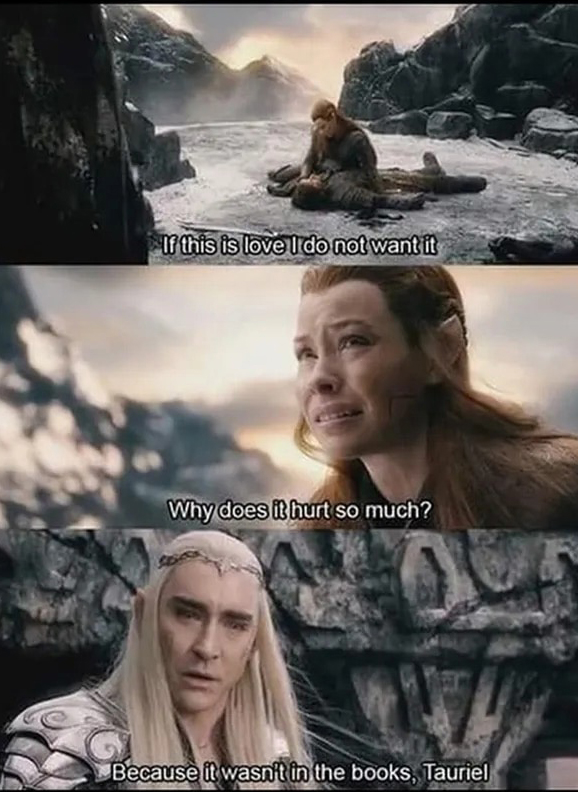 If this is love I do not want it
Why does it hurt so much?
Because it wasn't in the books, Tauriel